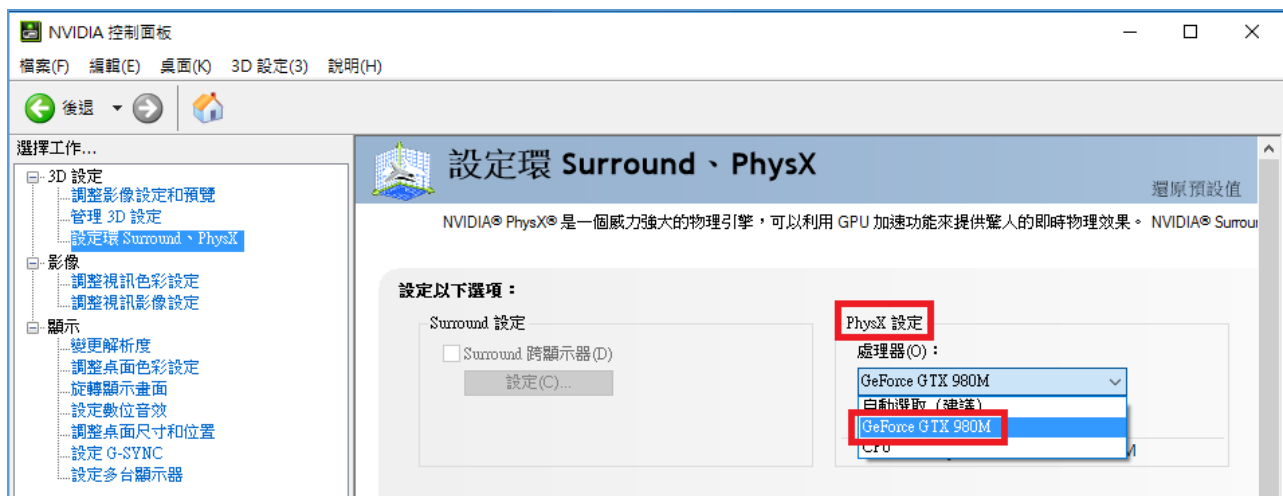 NVIDIA 控制面板
檔案(F) 編輯(E) 桌面(K) 3D 設定(3) 說明(H)
後退
選擇工作...
3D 設定
調整影像設定和預覽
管理 3D 設定
設定環 Surround、PhysX
影像
調整視訊色彩設定
調整視訊影像設定
顯示
變更解析度
調整桌面色彩設定
旋轉顯示畫面
設定數位音效
調整桌面尺寸和位置
設定 G-SYNC
設定多台顯示器
設定環 Surround、PhysX
還原預設值
NVIDIA® PhysX® 是一個威力強大的物理引擎，可以利用 GPU 加速功能來提供驚人的即時物理效果。 NVIDIA® Surrou
設定以下選項：
Surround 設定
Surround 跨顯示器(D)
設定(C)...
PhysX 設定
處理器(O)：
GeForce GTX 980M
自動選取 (建議)
GeForce GTX 980M
CPU